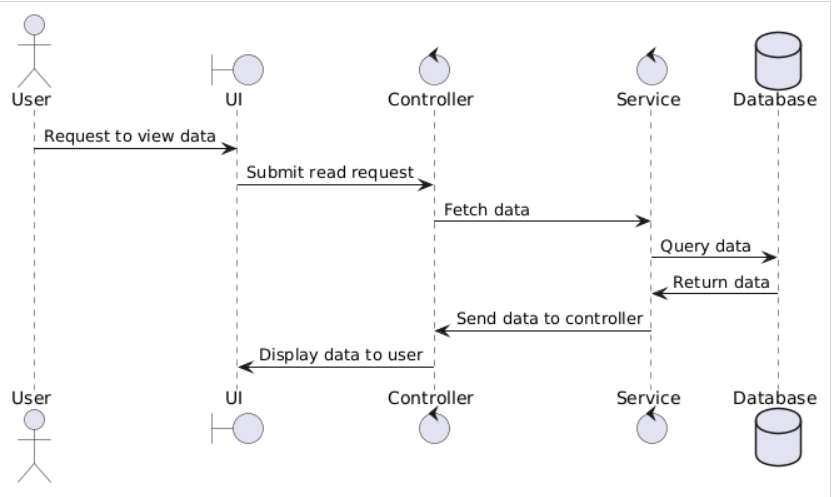 User UI Controller Service Database
Request to view data
Submit read request
Fetch data
Query data
Return data
Send data to controller
Display data to user
User UI Controller Service Database